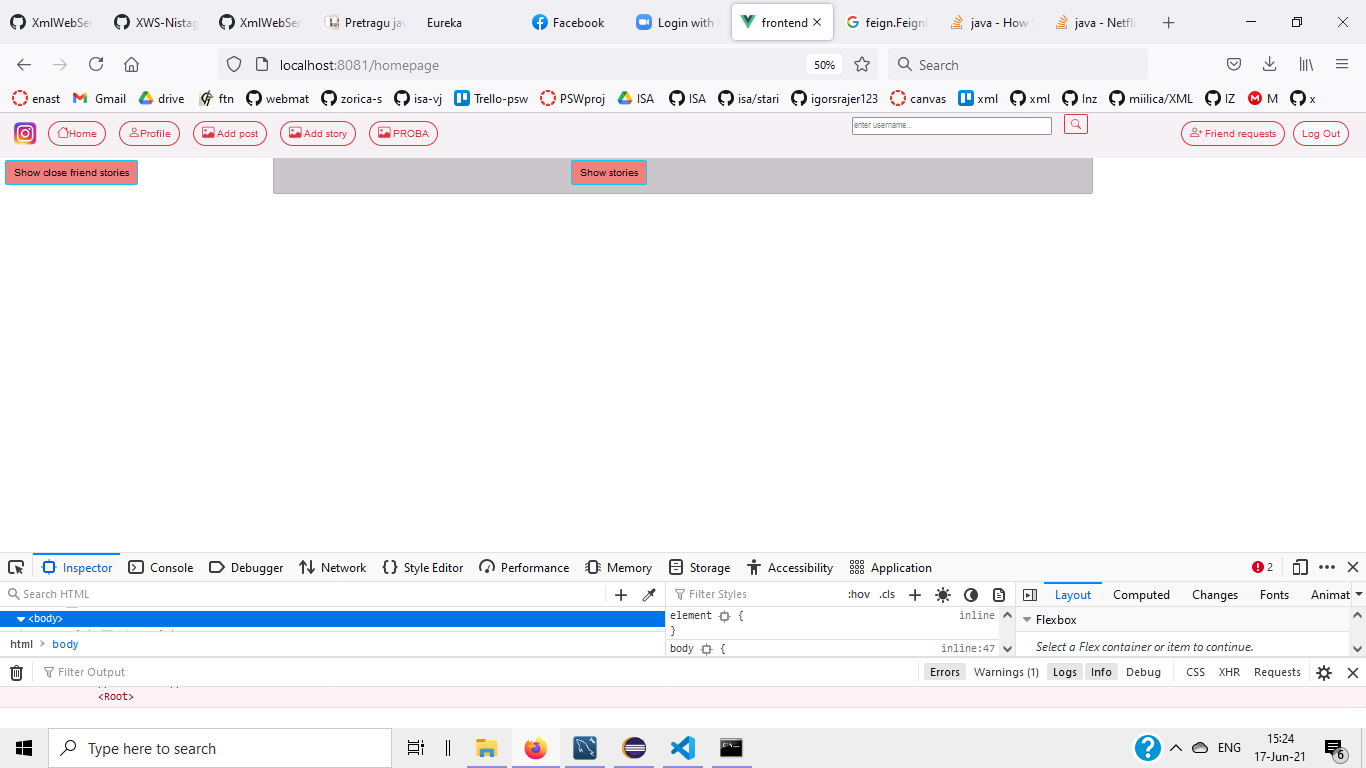 XmlWebSer
XWS-Nistag
XmlWebSer
Pretragu jav
Eureka
Facebook
Login with
frontend
feign.Feign
java - How
java - Netfli
localhost:8081/homepage
50%
Search
enast
Gmail
drive
ftn
webmat
zorica-s
isa-vj
Trello-psw
PSWproj
ISA
ISA
isa/stari
igorsrajer123
canvas
xml
xml
Inz
miilica/XML
IZ
M
x
Home
Profile
Add post
Add story
PROBA
enter username...
Friend requests
Log Out
Show close friend stories
Show stories
Inspector
Console
Debugger
Network
Style Editor
Performance
Memory
Storage
Accessibility
Application
2
Search HTML
Filter Styles
:hov
.cls
Layout
Computed
Changes
Fonts
Animat
<body>
element { inline
}
body { inline:47
Flexbox
Select a Flex container or item to continue.
html > body
Filter Output
Errors
Warnings (1)
Logs
Info
Debug
CSS
XHR
Requests
<Root>
Type here to search
ENG
15:24
17-Jun-21
6